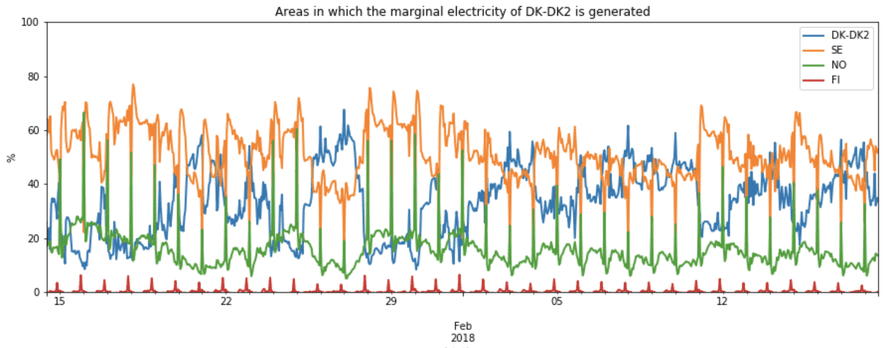 Areas in which the marginal electricity of DK-DK2 is generated
100
80
60
40
20
0
%
DK-DK2
SE
NO
FI
15
22
29
05
12
Feb
2018